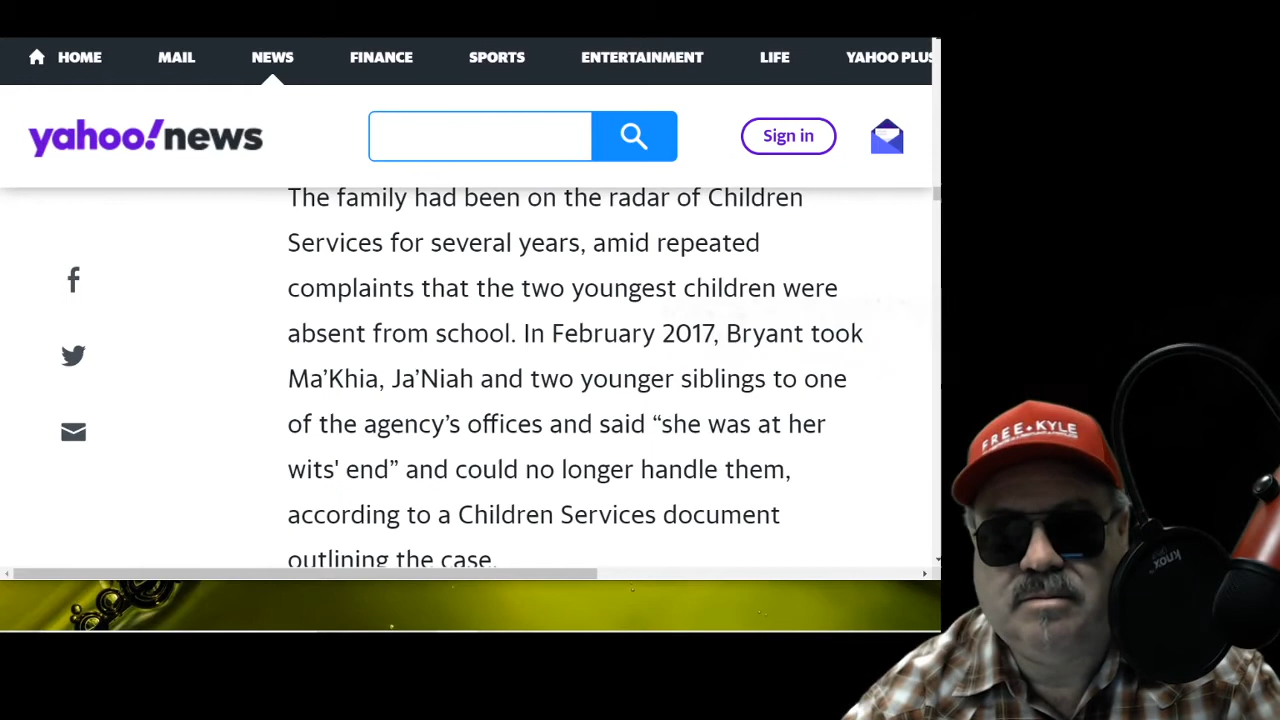 HOME MAIL NEWS FINANCE SPORTS ENTERTAINMENT LIFE YAHOO PLUS
yahoo!news
Sign in
The family had been on the radar of Children
Services for several years, amid repeated
complaints that the two youngest children were
absent from school. In February 2017, Bryant took
Ma’Khia, Ja’Niah and two younger siblings to one
of the agency’s offices and said “she was at her
wits' end” and could no longer handle them,
according to a Children Services document
outlining the case.
FREE★KYLE
knox